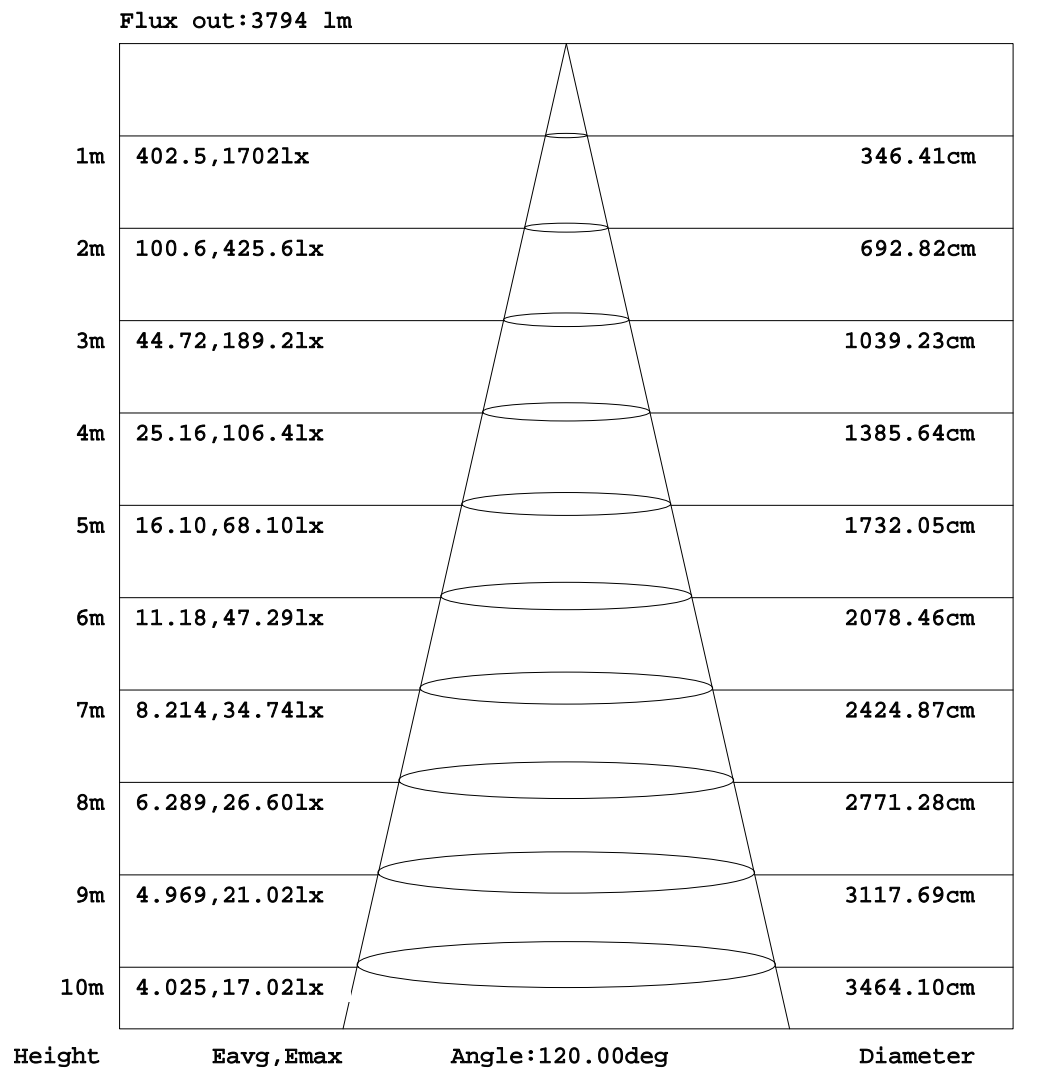 Flux out:3794 lm
1m 402.5,1702lx 346.41cm
2m 100.6,425.6lx 692.82cm
3m 44.72,189.2lx 1039.23cm
4m 25.16,106.4lx 1385.64cm
5m 16.10,68.10lx 1732.05cm
6m 11.18,47.29lx 2078.46cm
7m 8.214,34.74lx 2424.87cm
8m 6.289,26.60lx 2771.28cm
9m 4.969,21.02lx 3117.69cm
10m 4.025,17.02lx 3464.10cm
Height Eavg,Emax Angle:120.00deg Diameter